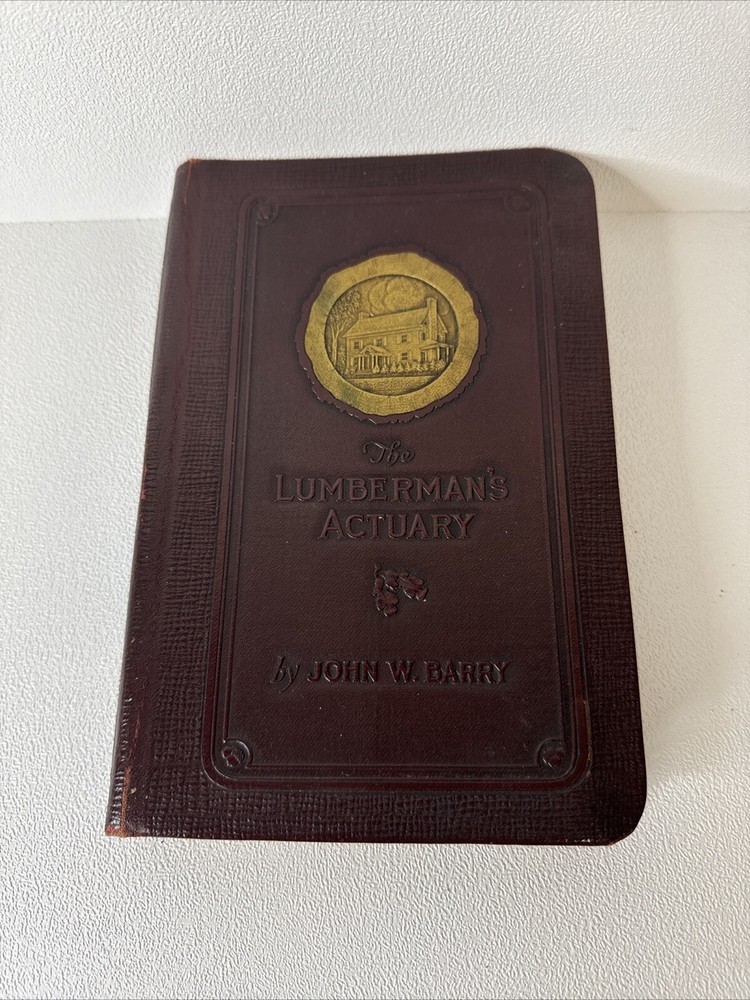 The
LUMBERMAN'S
ACTUARY
by JOHN W. BARRY